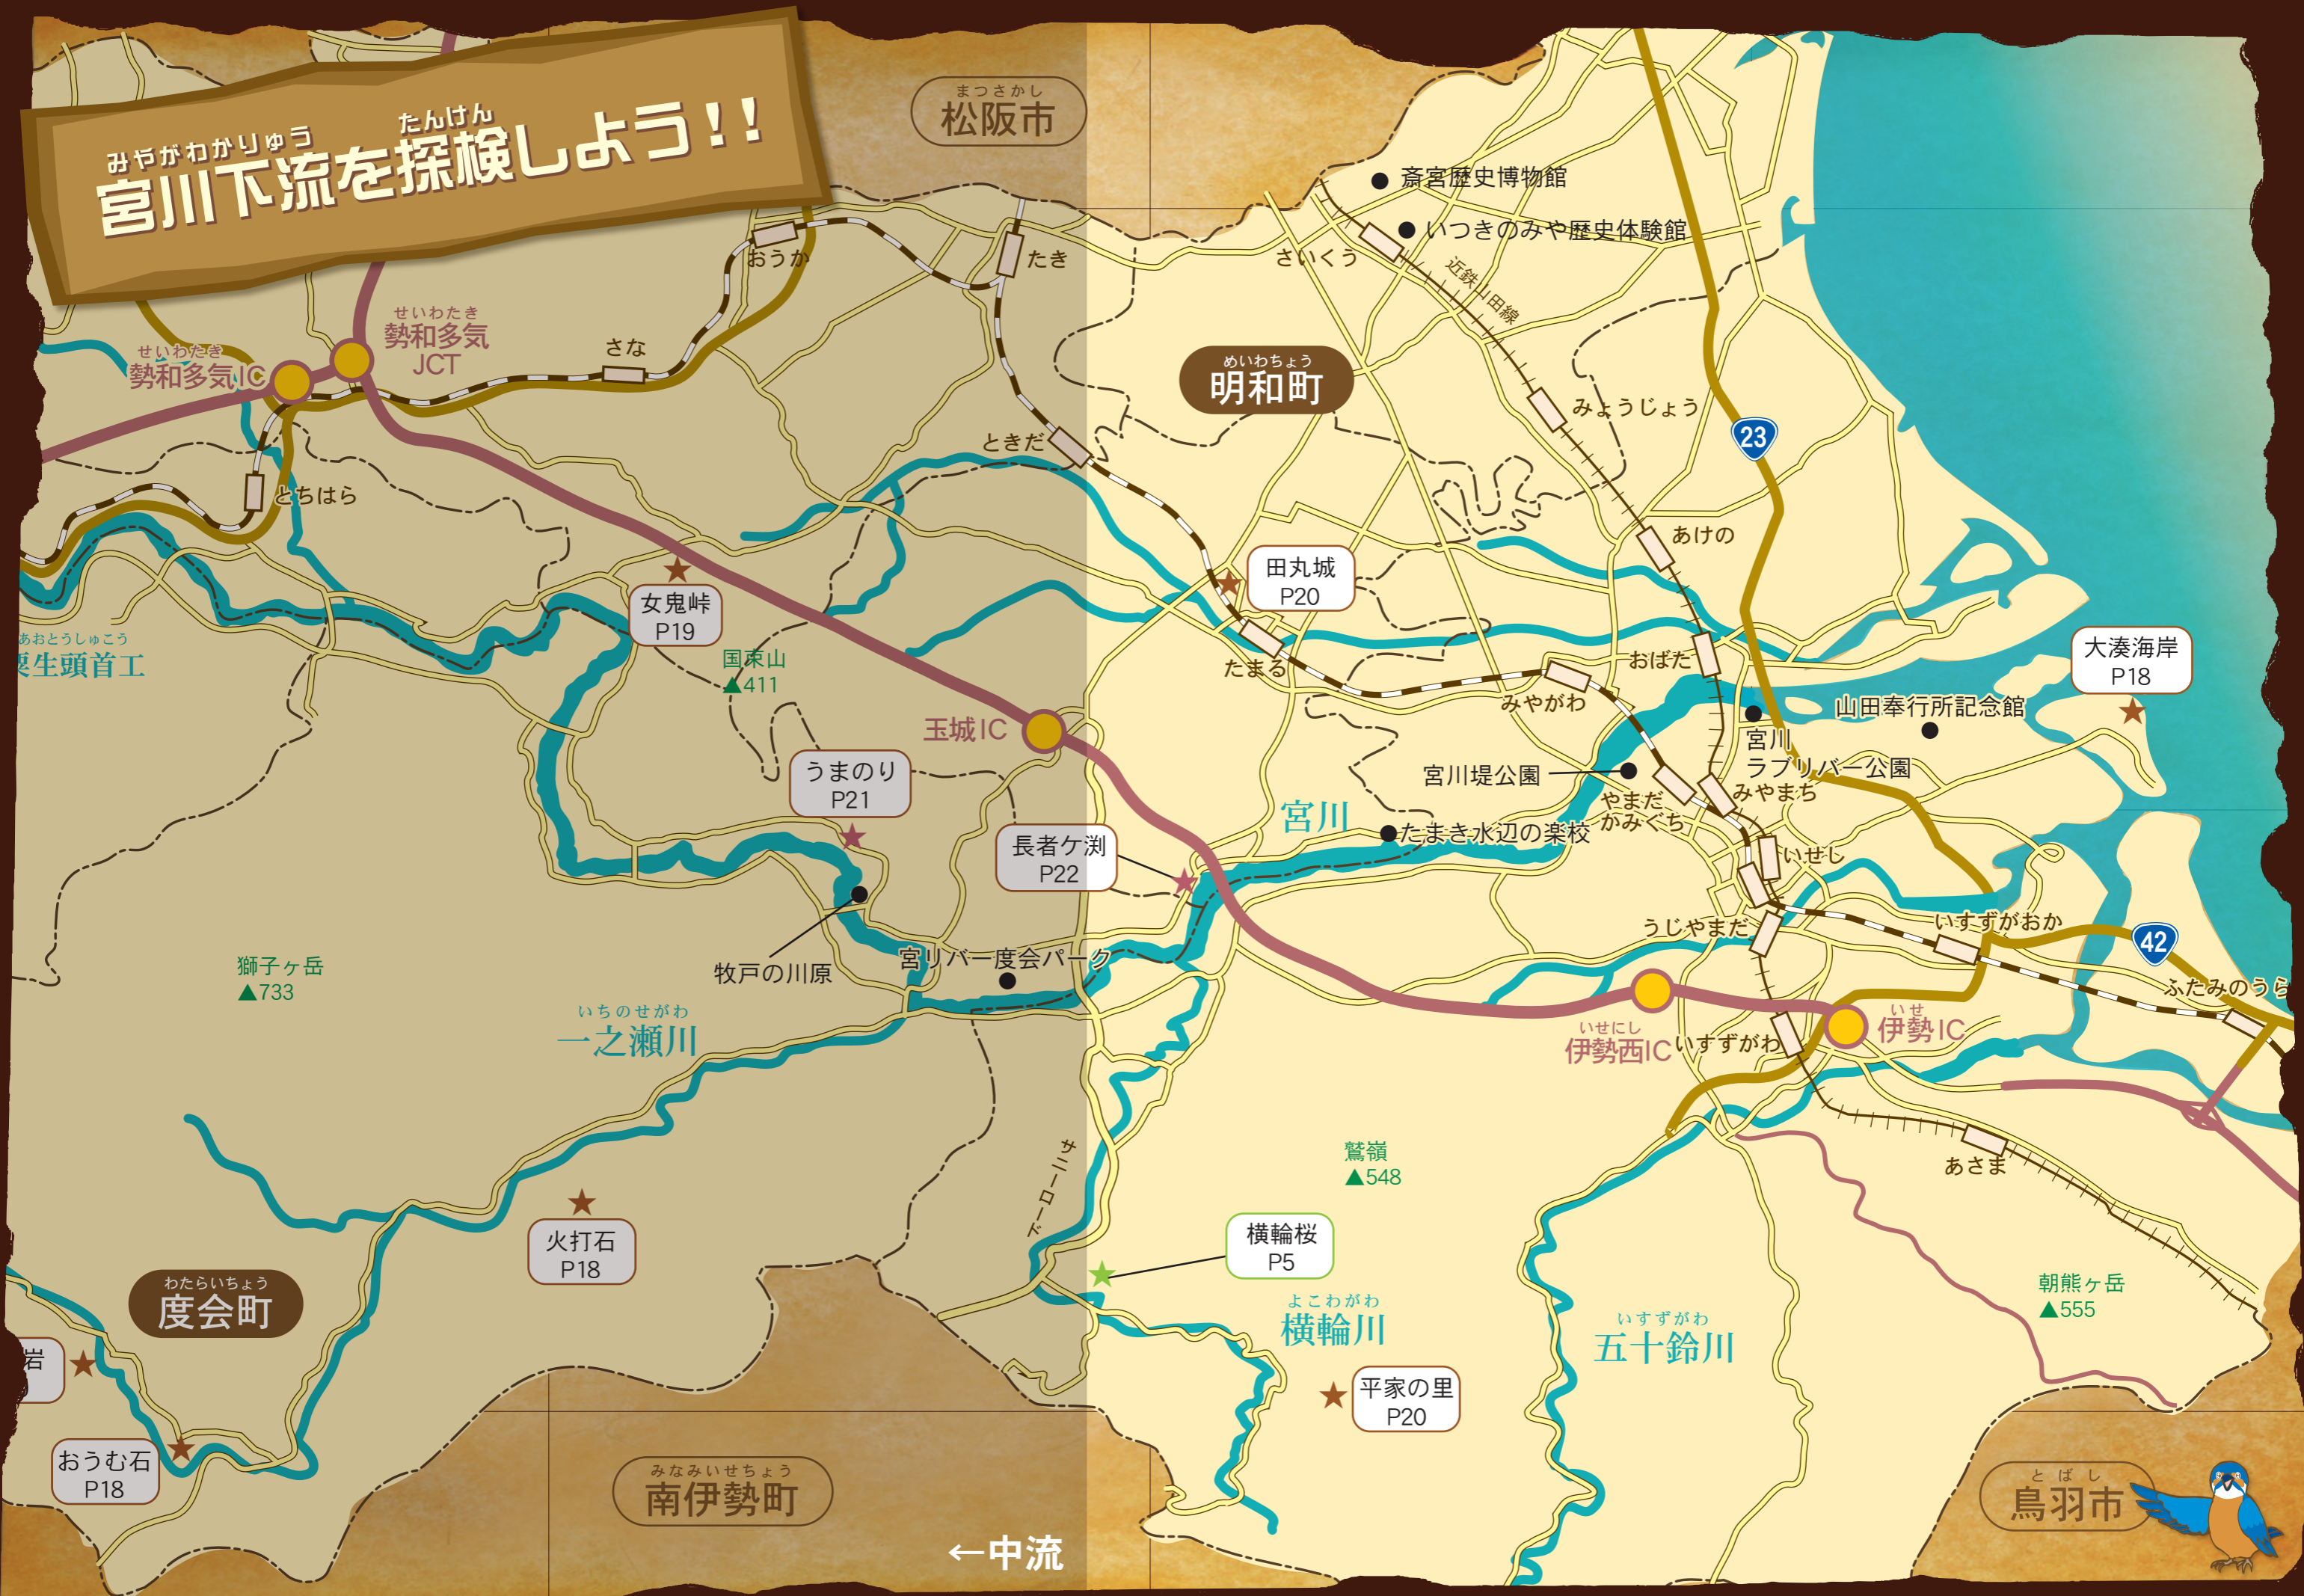 みやがわかりゅう たんけん
宮川下流を探検しよう!!
まつさかし
松阪市
斎宮歴史博物館
いつきのみや歴史体験館
さいくう
近鉄山田線
おうか
たき
せいわたき
勢和多気
JCT
せいわたき
勢和多気IC
さな
めいわちょう
明和町
みょうじょう
23
ときだ
とちはら
あけの
田丸城
P20
女鬼峠
P19
あおとうしゅこう
粟生頭首工
国束山
▲411
たまる
おばた
みやがわ
大湊海岸
P18
山田奉行所記念館
玉城IC
宮川
ラブリバー公園
うまのり
P21
宮川堤公園
みやまち
やまだ
かみぐち
宮川
たまき水辺の楽校
長者ケ渕
P22
いせし
うじやまだ
いすずがおか
42
牧戸の川原
宮リバー度会パーク
獅子ヶ岳
▲733
ふたみのうら
いちのせがわ
一之瀬川
いせにし
伊勢西IC
いすずがわ
いせ
伊勢IC
サニーロード
鷲嶺
▲548
あさま
火打石
P18
横輪桜
P5
わたらいちょう
度会町
よこわがわ
横輪川
いすずがわ
五十鈴川
朝熊ヶ岳
▲555
岩
平家の里
P20
おうむ石
P18
みなみいせちょう
南伊勢町
とばし
鳥羽市
←中流